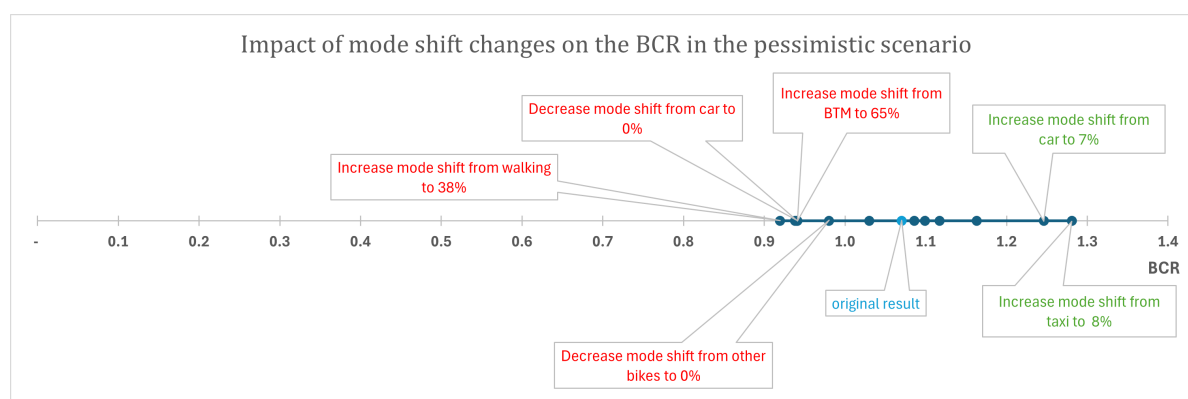 Impact of mode shift changes on the BCR in the pessimistic scenario
Increase mode shift from
BTM to 65%
Decrease mode shift from car to
0%
Increase mode shift from
car to 7%
Increase mode shift from walking
to 38%
-
0.1
0.2
0.3
0.4
0.5
0.6
0.7
0.8
0.9
1.0
1.1
1.2
1.3
1.4
BCR
original result
Increase mode shift from
taxi to 8%
Decrease mode shift from other
bikes to 0%